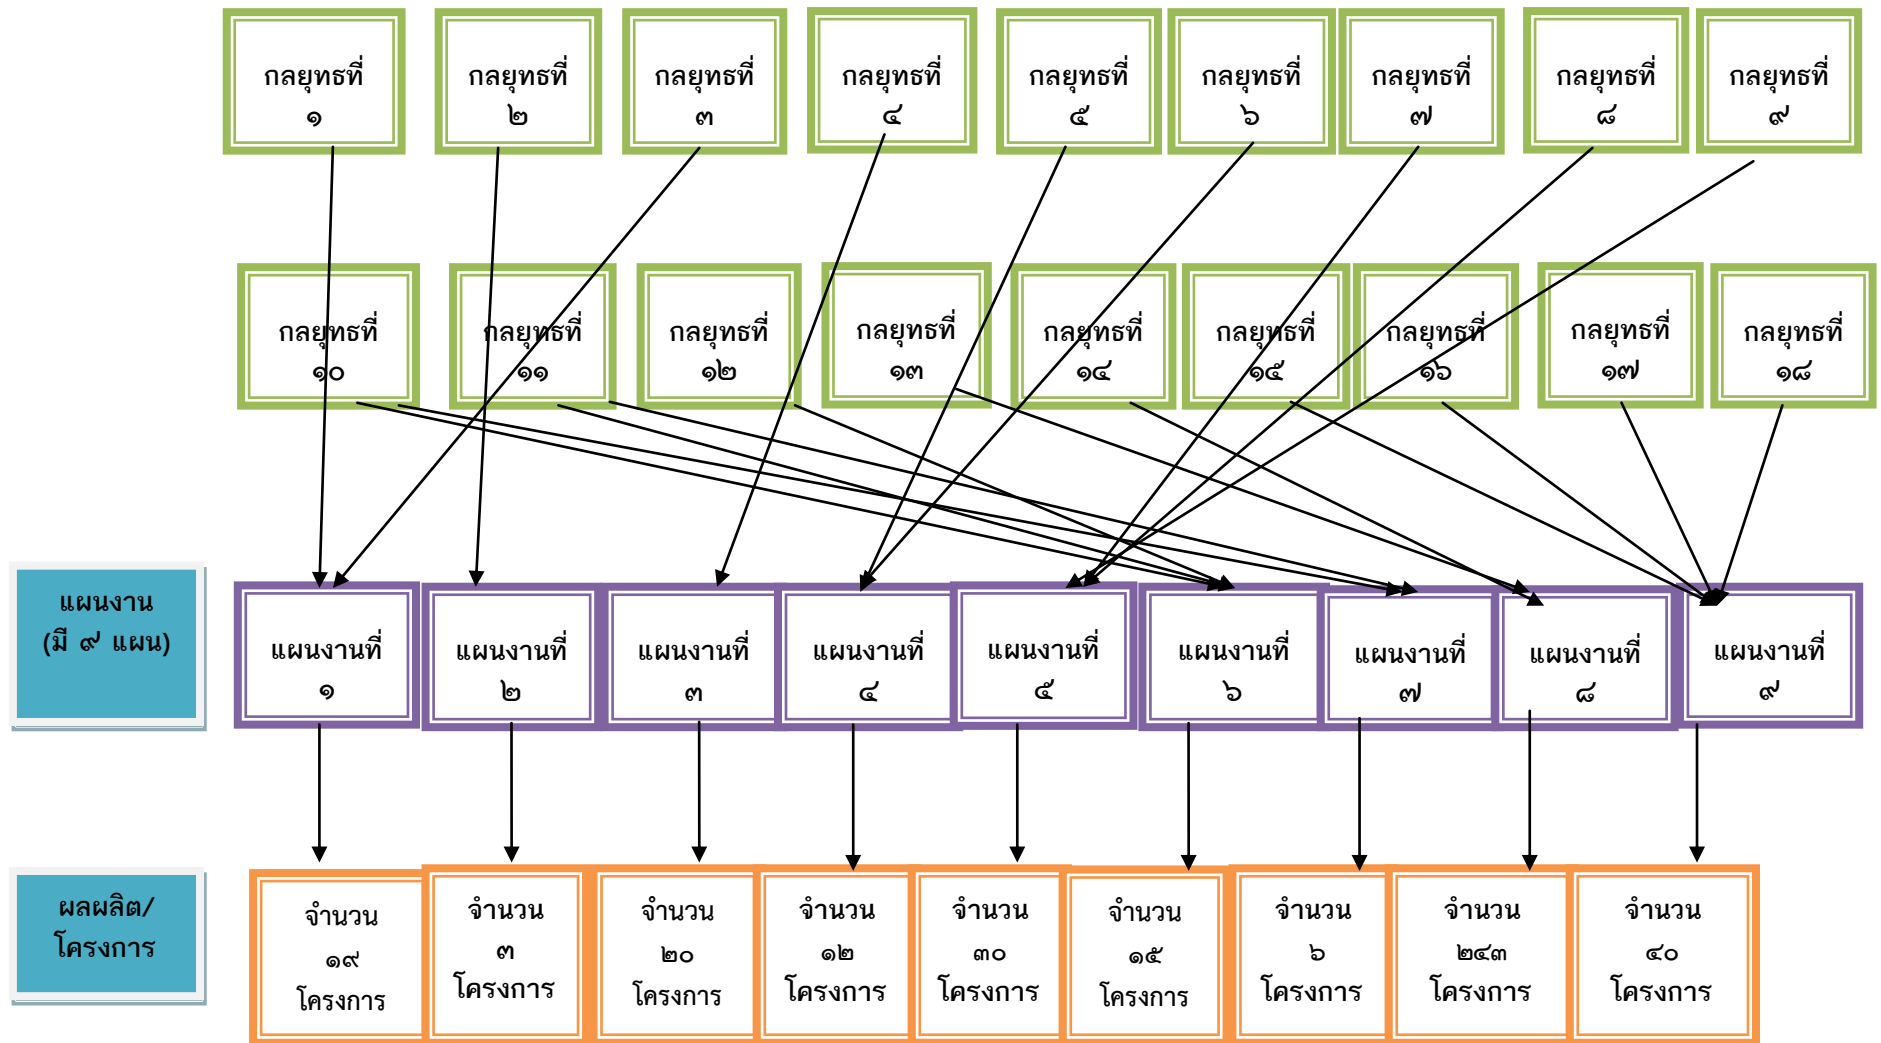 กลยุทธที่
๑
กลยุทธที่
๒
กลยุทธที่
๓
กลยุทธที่
๔
กลยุทธที่
๕
กลยุทธที่
๖
กลยุทธที่
๗
กลยุทธที่
๘
กลยุทธที่
๙
กลยุทธที่
๑๐
กลยุทธที่
๑๑
กลยุทธที่
๑๒
กลยุทธที่
๑๓
กลยุทธที่
๑๔
กลยุทธที่
๑๕
กลยุทธที่
๑๖
กลยุทธที่
๑๗
กลยุทธที่
๑๘
แผนงาน
(มี ๙ แผน)
แผนงานที่
๑
แผนงานที่
๒
แผนงานที่
๓
แผนงานที่
๔
แผนงานที่
๕
แผนงานที่
๖
แผนงานที่
๗
แผนงานที่
๘
แผนงานที่
๙
ผลผลิต/
โครงการ
จำนวน
๑๙
โครงการ
จำนวน
๓
โครงการ
จำนวน
๒๐
โครงการ
จำนวน
๑๒
โครงการ
จำนวน
๓๐
โครงการ
จำนวน
๑๕
โครงการ
จำนวน
๖
โครงการ
จำนวน
๒๔๓
โครงการ
จำนวน
๔๐
โครงการ